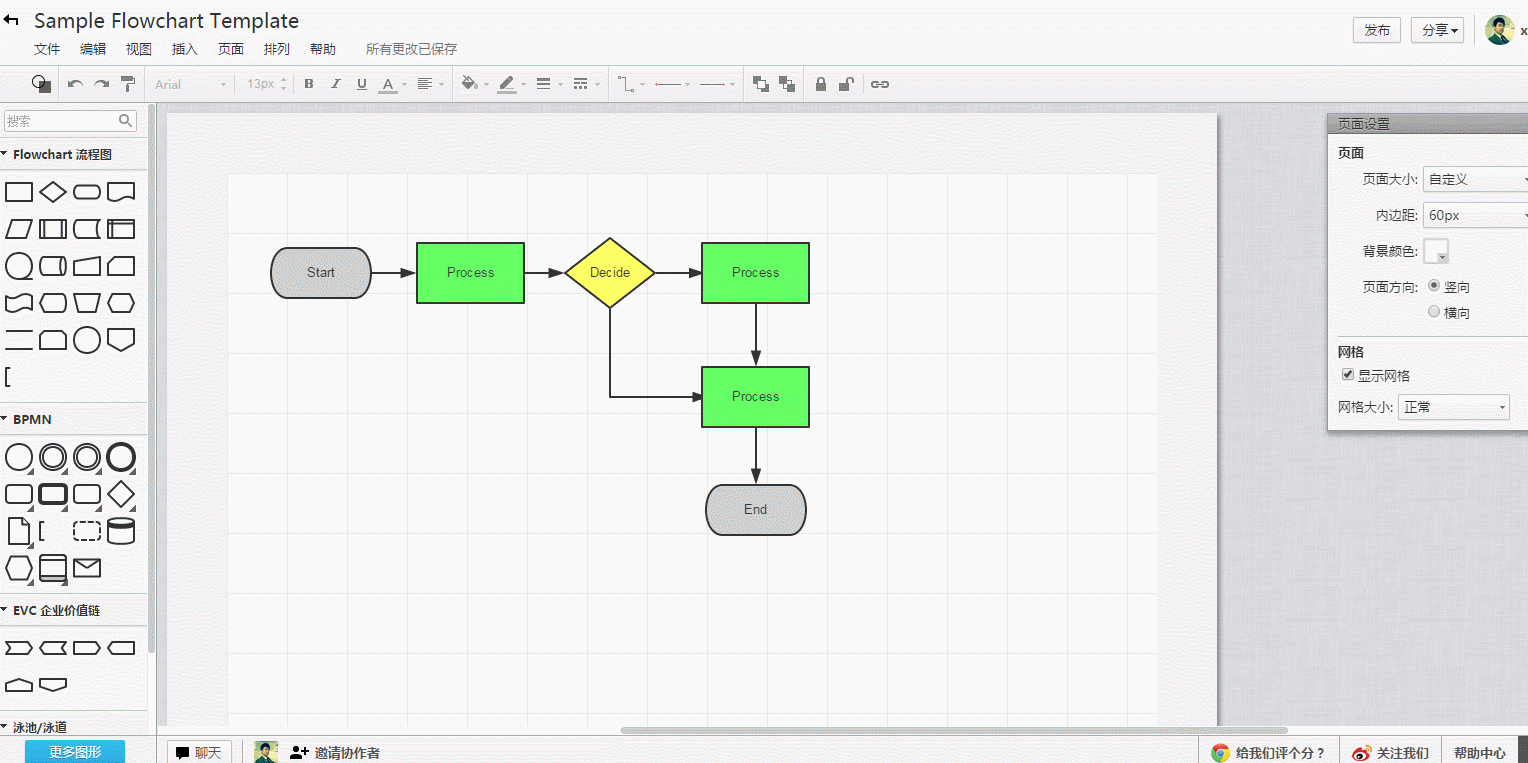 Sample Flowchart Template
发布
分享
x
文件 编辑 视图 插入 页面 排列 帮助 所有更改已保存
Arial 13px B I U A
搜索
Flowchart 流程图
BPMN
EVC 企业价值链
泳池/泳道
更多图形
Start
Process
Decide
Process
Process
End
页面设置
页面
页面大小: 自定义
内边距: 60px
背景颜色:
页面方向: 竖向
横向
网格
显示网格
网格大小: 正常
聊天
邀请协作者
给我们评个分？
关注我们
帮助中心